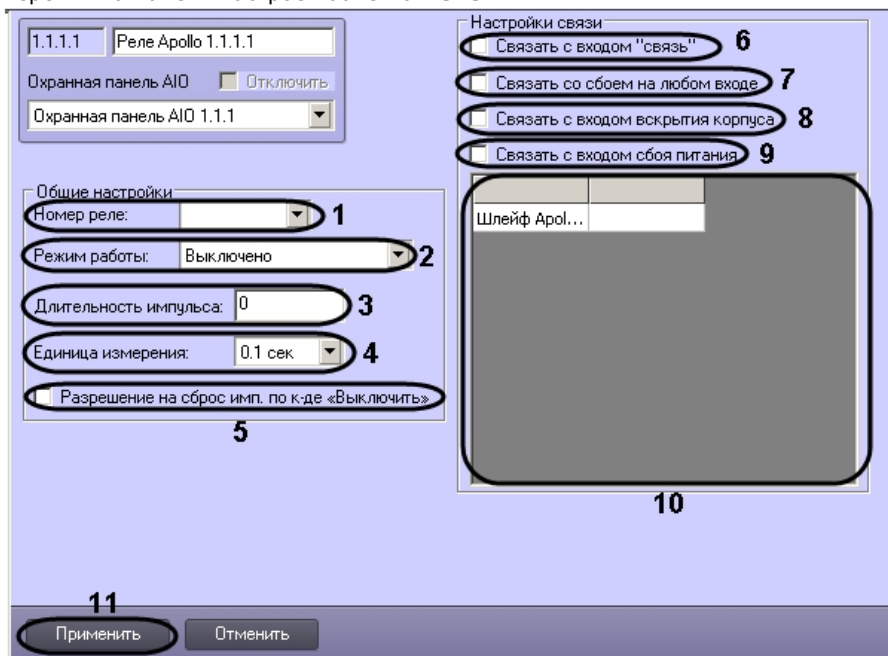 1.1.1.1 Реле Apollo 1.1.1.1
Охранная панель AIO Отключить
Охранная панель AIO 1.1.1
Общие настройки
Номер реле: 1
Режим работы: Выключено 2
Длительность импульса: 0 3
Единица измерения: 0.1 сек 4
Разрешение на сброс имп. по к-де «Выключить»
5
Настройки связи
Связать с входом "связь" 6
Связать со сбоем на любом входе 7
Связать с входом вскрытия корпуса 8
Связать с входом сбоя питания 9
Шлейф Apol...
10
11
Применить Отменить